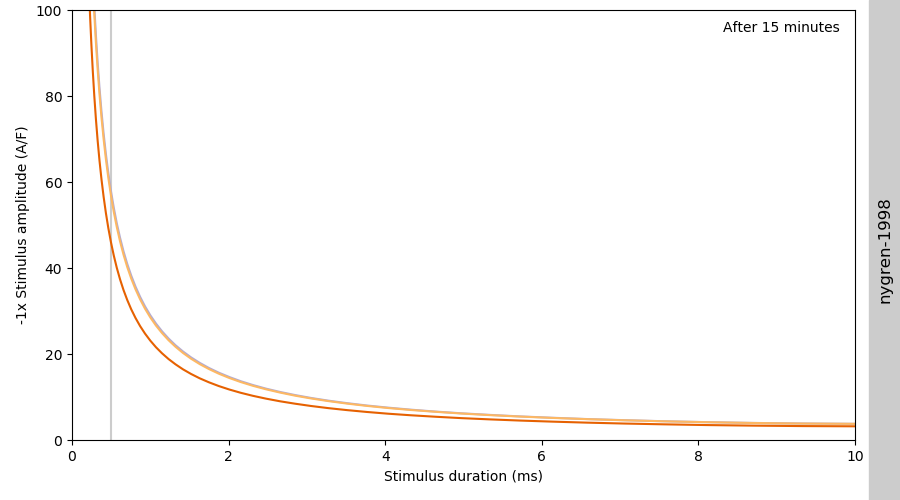 After 15 minutes
100
80
60
40
20
0
-1x Stimulus amplitude (A/F)
0 2 4 6 8 10
Stimulus duration (ms)
nygren-1998